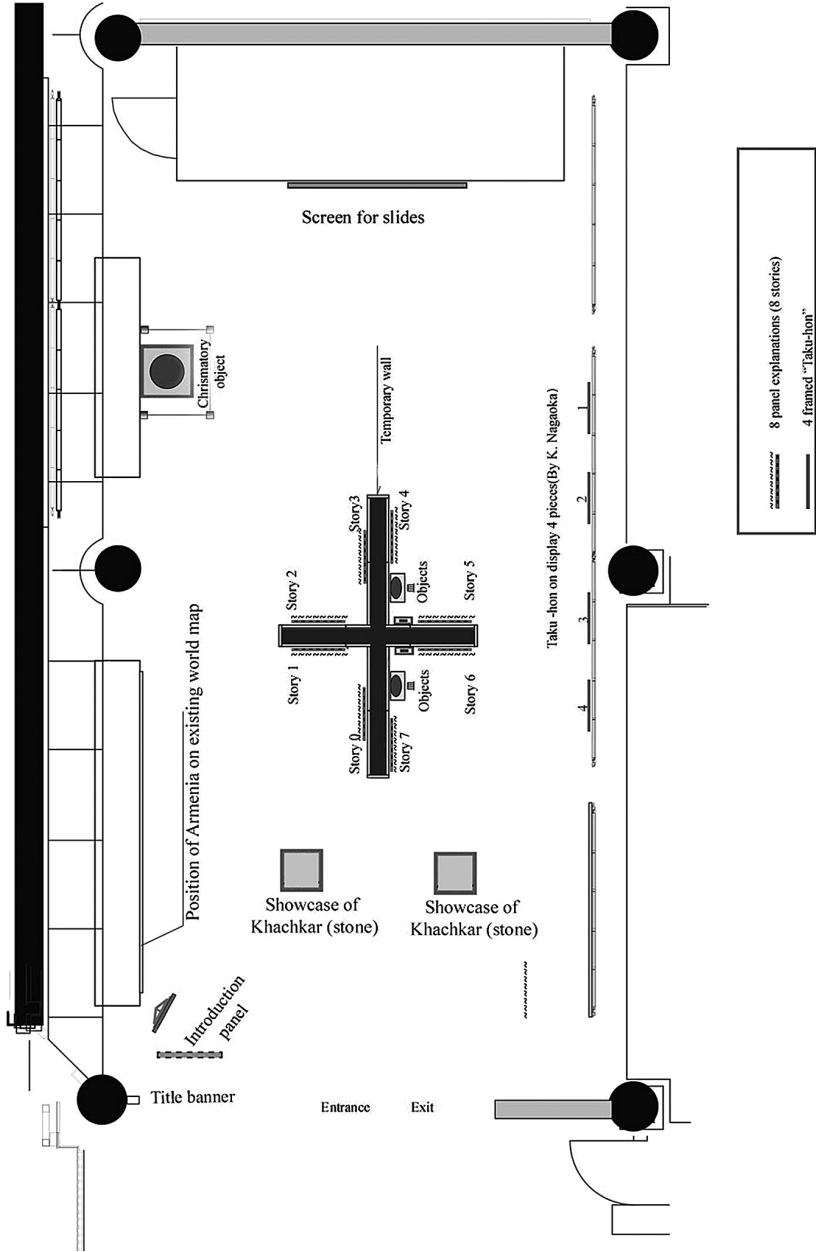 Screen for slides
Chrismatory
object
Temporary wall
Taku -hon on display 4 pieces(By K. Nagaoka)
1
2
3
4
8 panel explanations (8 stories)
4 framed “Taku-hon”
Story 2
Story3
Story 4
Objects
Story 5
Story 1
Story 0
Story 7
Objects
Story 6
Position of Armenia on existing world map
Showcase of
Khachkar (stone)
Showcase of
Khachkar (stone)
Introduction
panel
Title banner
Entrance
Exit